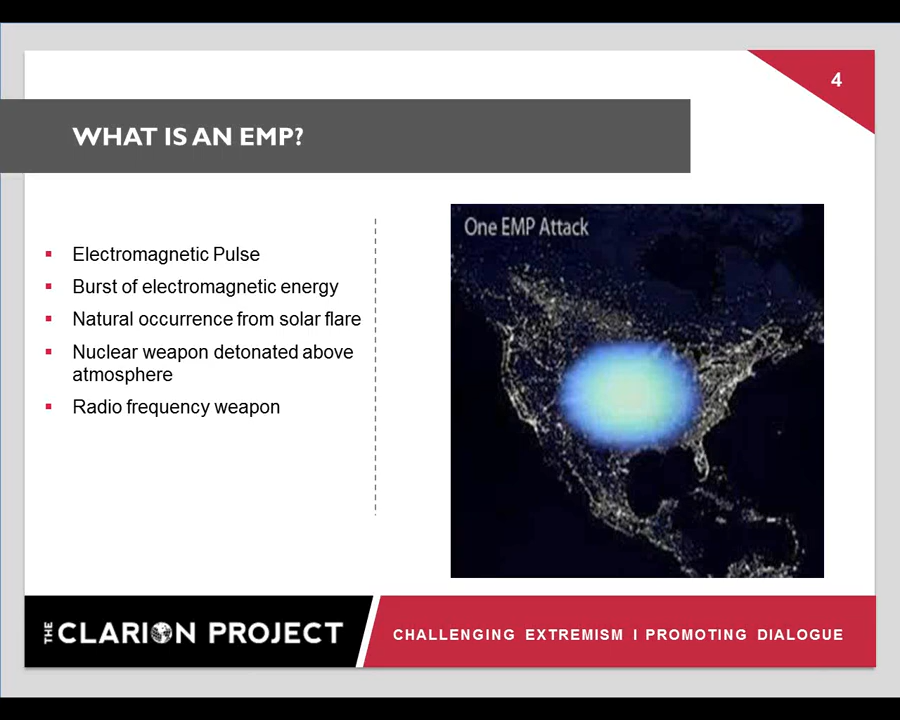 4
WHAT IS AN EMP?
Electromagnetic Pulse
Burst of electromagnetic energy
Natural occurrence from solar flare
Nuclear weapon detonated above
atmosphere
Radio frequency weapon
One EMP Attack
THE CLARION PROJECT
CHALLENGING EXTREMISM I PROMOTING DIALOGUE